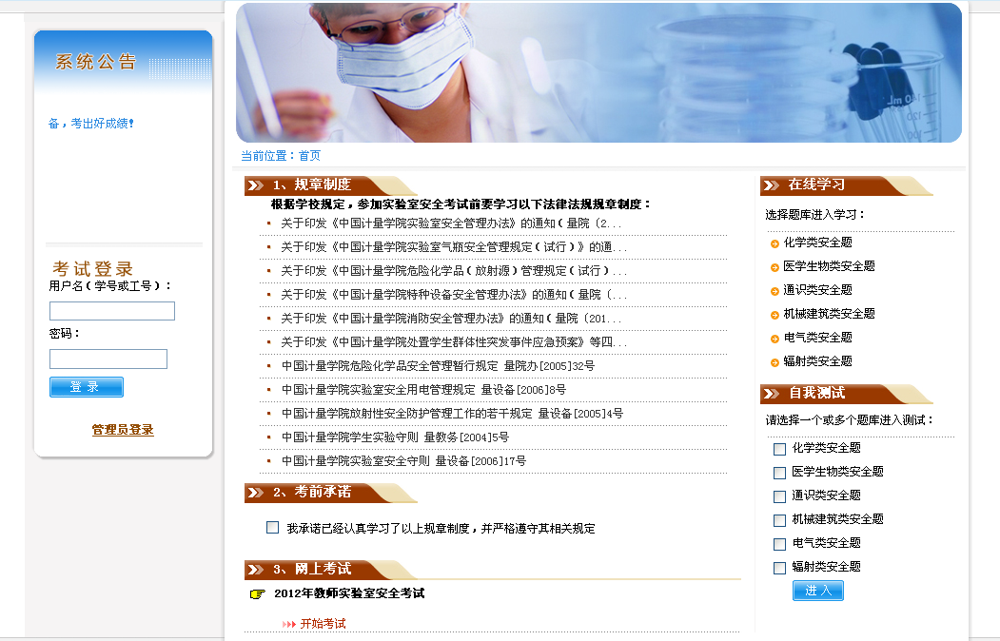 系统公告
备，考出好成绩!
考试登录
用户名(学号或工号)：
密码：
登 录
管理员登录
当前位置：首页
1、规章制度
根据学校规定，参加实验室安全考试前要学习以下法律法规规章制度：
关于印发《中国计量学院实验室安全管理办法》的通知(量院〔2...
关于印发《中国计量学院实验室气瓶安全管理规定(试行)》的通...
关于印发《中国计量学院危险化学品(放射源)管理规定(试行)...
关于印发《中国计量学院特种设备安全管理办法》的通知(量院〔...
关于印发《中国计量学院消防安全管理办法》的通知(量院〔201...
关于印发《中国计量学院处置学生群体性突发事件应急预案》等四...
中国计量学院危险化学品安全管理暂行规定 量院办[2005]32号
中国计量学院实验室安全用电管理规定 量设备[2006]8号
中国计量学院放射性安全防护管理工作的若干规定 量设备[2005]4号
中国计量学院学生实验守则 量教务[2004]5号
中国计量学院实验室安全守则 量设备[2006]17号
2、考前承诺
我承诺已经认真学习了以上规章制度，并严格遵守其相关规定
3、网上考试
2012年教师实验室安全考试
开始考试
在线学习
选择题库进入学习：
化学类安全题
医学生物类安全题
通识类安全题
机械建筑类安全题
电气类安全题
辐射类安全题
自我测试
请选择一个或多个题库进入测试：
化学类安全题
医学生物类安全题
通识类安全题
机械建筑类安全题
电气类安全题
辐射类安全题
进 入